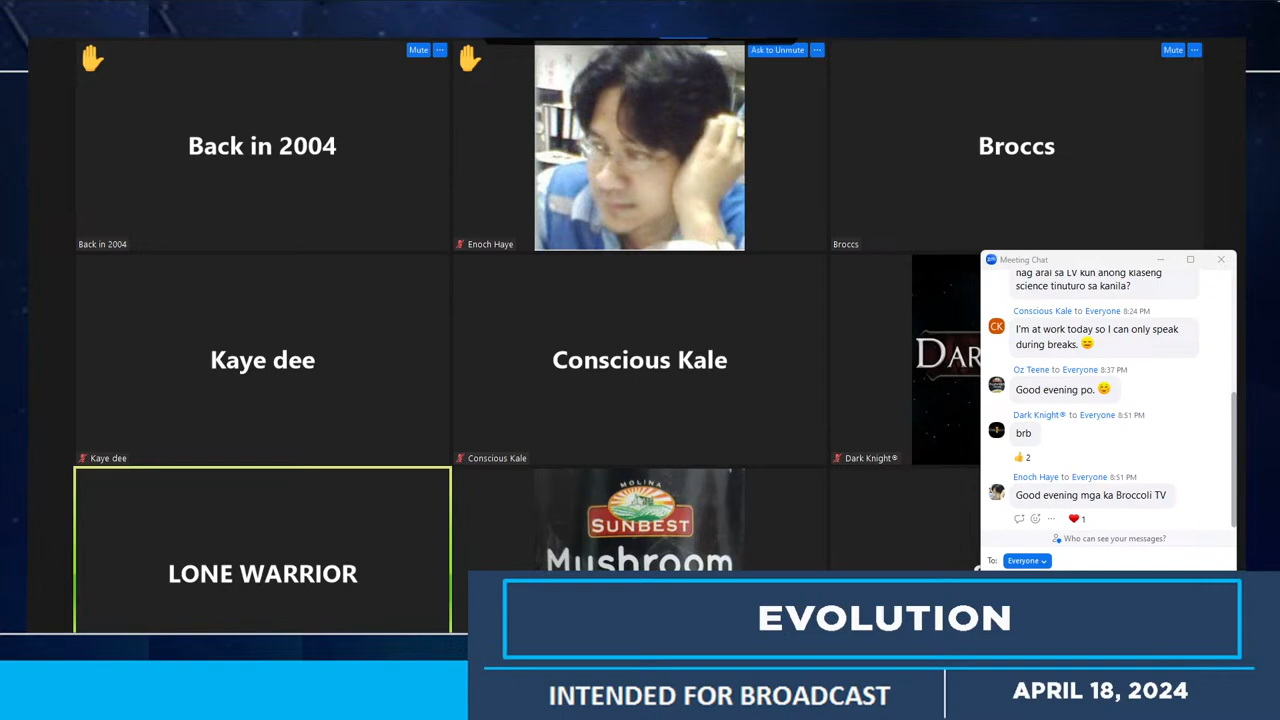 Mute
Ask to Unmute
Mute
Back in 2004
Broccs
Back in 2004
Enoch Haye
Broccs
Kaye dee
Conscious Kale
DAR
Kaye dee
Conscious Kale
Dark Knight®
LONE WARRIOR
MOLINA
SUNBEST
Mushroom
Meeting Chat
nag aral sa LV kun anong klaseng
science tinuturo sa kanila?
Conscious Kale to Everyone 8:24 PM
CK
I'm at work today so I can only speak
during breaks. 😄
Oz Teene to Everyone 8:37 PM
Good evening po. 😊
Dark Knight® to Everyone 8:51 PM
brb
👍 2
Enoch Haye to Everyone 8:51 PM
Good evening mga ka Broccoli TV
❤️ 1
Who can see your messages?
To: Everyone
EVOLUTION
INTENDED FOR BROADCAST
APRIL 18, 2024